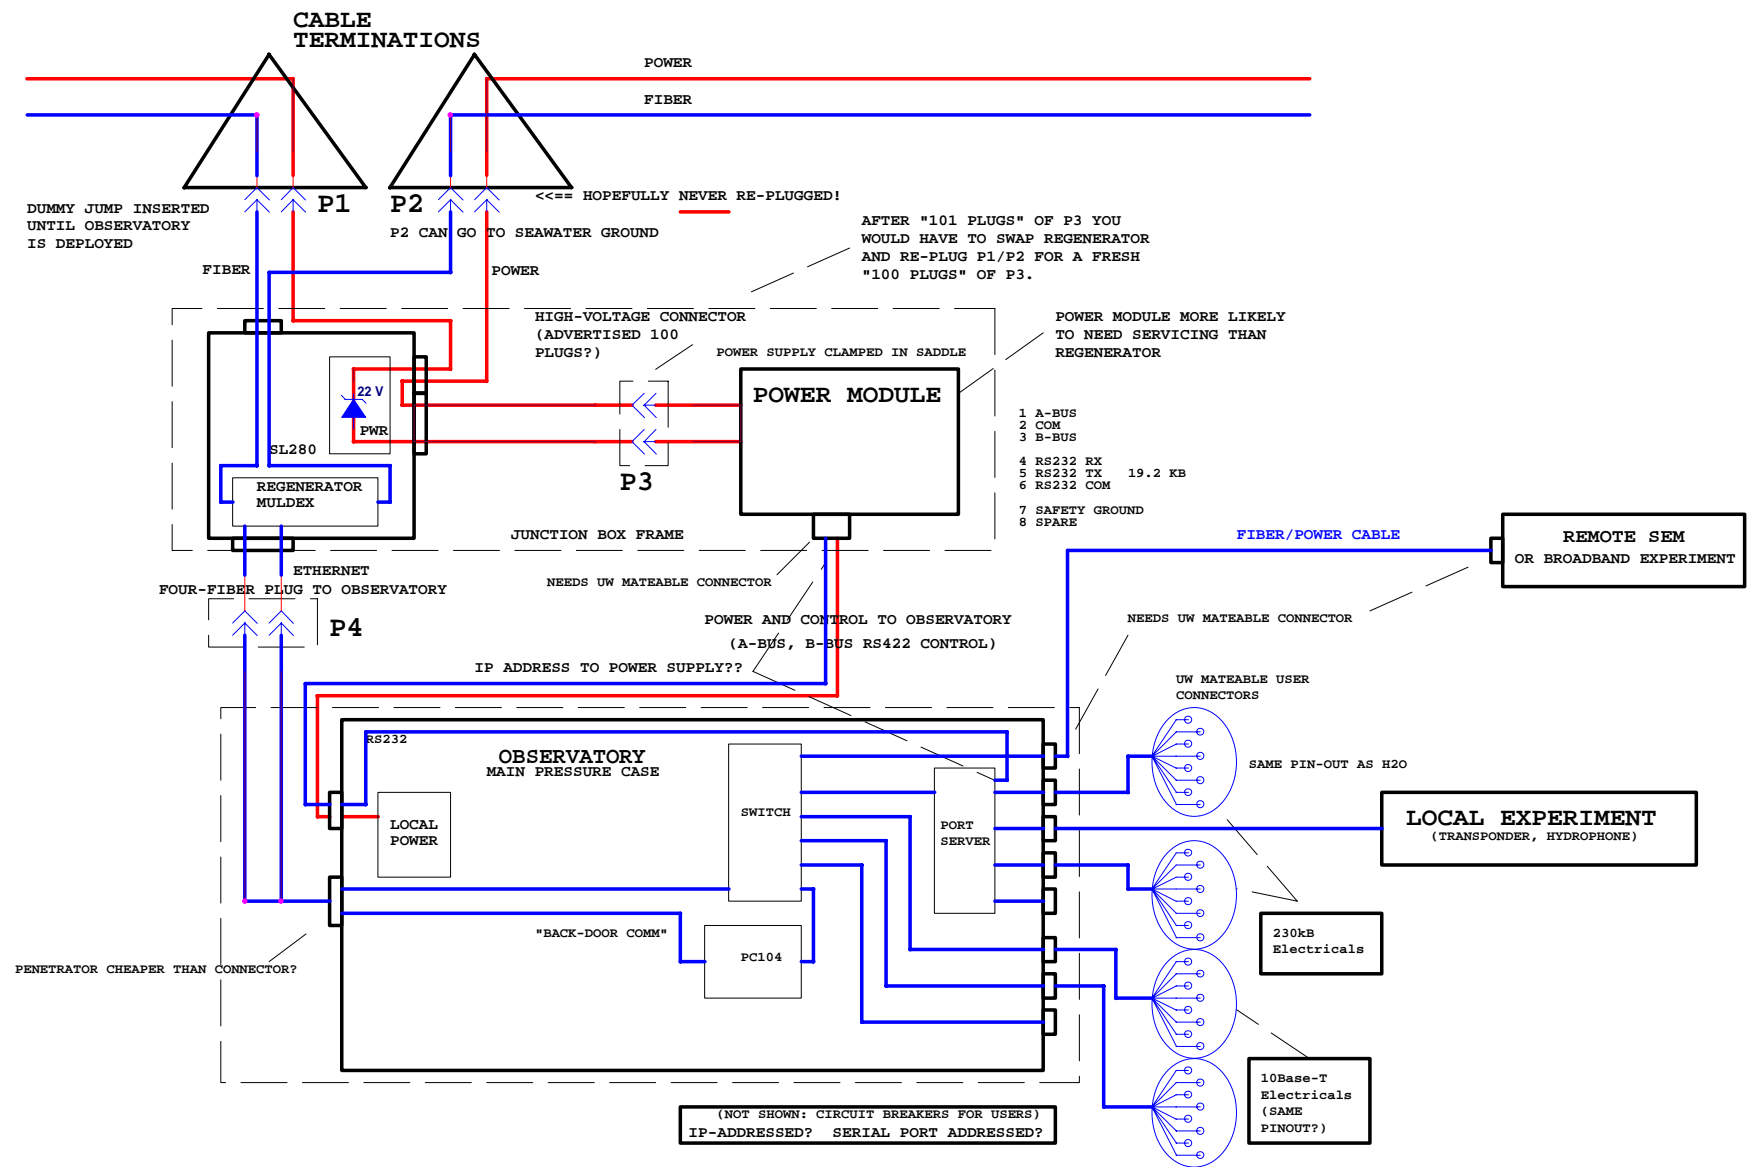 CABLE
TERMINATIONS
POWER
FIBER
P1
P2
<<== HOPEFULLY NEVER RE-PLUGGED!
DUMMY JUMP INSERTED
UNTIL OBSERVATORY
IS DEPLOYED
P2 CAN GO TO SEAWATER GROUND
AFTER "101 PLUGS" OF P3 YOU
WOULD HAVE TO SWAP REGENERATOR
AND RE-PLUG P1/P2 FOR A FRESH
"100 PLUGS" OF P3.
FIBER
POWER
HIGH-VOLTAGE CONNECTOR
(ADVERTISED 100
PLUGS?)
POWER MODULE MORE LIKELY
TO NEED SERVICING THAN
REGENERATOR
POWER SUPPLY CLAMPED IN SADDLE
22 V
PWR
SL280
POWER MODULE
P3
REGENERATOR
MULDEX
1 A-BUS
2 COM
3 B-BUS
4 RS232 RX
5 RS232 TX   19.2 KB
6 RS232 COM
7 SAFETY GROUND
8 SPARE
JUNCTION BOX FRAME
FIBER/POWER CABLE
REMOTE SEM
OR BROADBAND EXPERIMENT
ETHERNET
FOUR-FIBER PLUG TO OBSERVATORY
NEEDS UW MATEABLE CONNECTOR
P4
POWER AND CONTROL TO OBSERVATORY
(A-BUS, B-BUS RS422 CONTROL)
NEEDS UW MATEABLE CONNECTOR
IP ADDRESS TO POWER SUPPLY??
UW MATEABLE USER
CONNECTORS
RS232
OBSERVATORY
MAIN PRESSURE CASE
SAME PIN-OUT AS H2O
SWITCH
LOCAL
POWER
PORT
SERVER
LOCAL EXPERIMENT
(TRANSPONDER, HYDROPHONE)
"BACK-DOOR COMM"
PC104
230kB
Electricals
PENETRATOR CHEAPER THAN CONNECTOR?
10Base-T
Electricals
(SAME
PINOUT?)
(NOT SHOWN: CIRCUIT BREAKERS FOR USERS)
IP-ADDRESSED?  SERIAL PORT ADDRESSED?